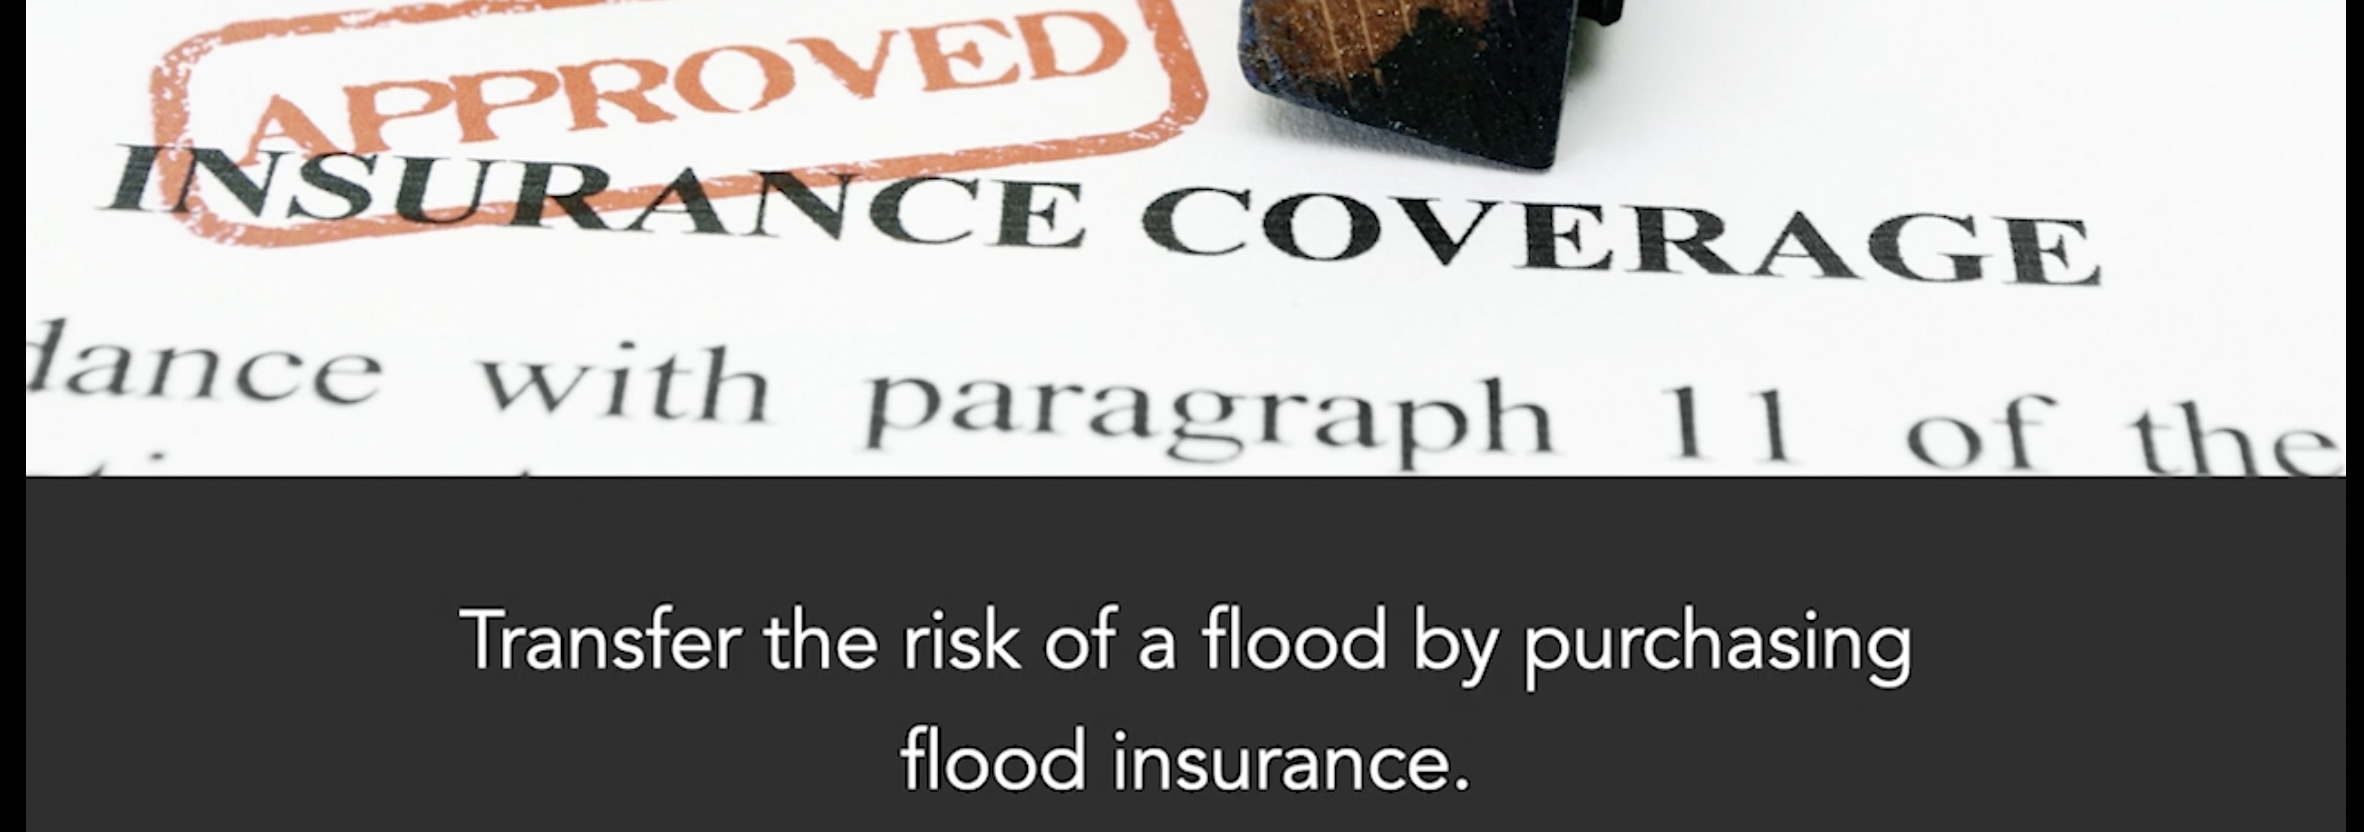 APPROVED
INSURANCE COVERAGE
dance with paragraph 11 of the
Transfer the risk of a flood by purchasing
flood insurance.